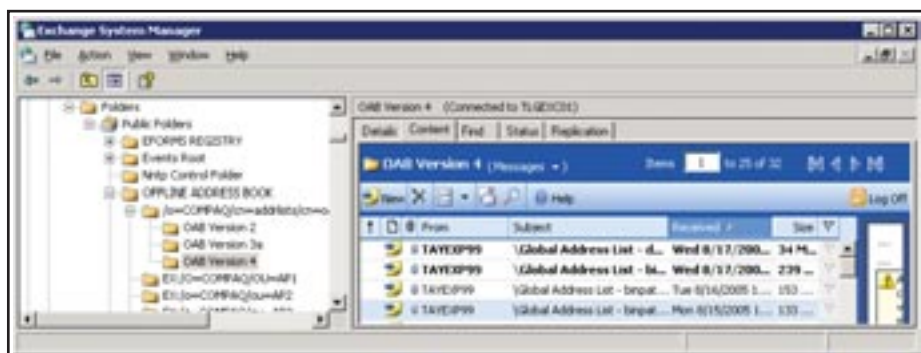 Exchange System Manager
File Action View Window Help
Folders
Public Folders
EFORMS REGISTRY
Events Root
Nntp Control Folder
OFFLINE ADDRESS BOOK
/o=COMPAQ/cn=addrlists/cn=o
OAB Version 2
OAB Version 3a
OAB Version 4
EX:/o=COMPAQ/OU=AP1
EX:/o=COMPAQ/ou=AP2
OAB Version 4 (Connected to TLGEXC01)
Details Content Find Status Replication
OAB Version 4 (Messages) Items 1 to 25 of 32
New Help Log Off
From Subject Received Size
TAYEXP99 \Global Address List - d... Wed 8/17/200... 34 M...
TAYEXP99 \Global Address List - bi... Wed 8/17/200... 239 ...
TAYEXP99 \Global Address List - binpat... Tue 8/16/2005 1... 153 ...
TAYEXP99 \Global Address List - binpat... Mon 8/15/2005 1... 133 ...